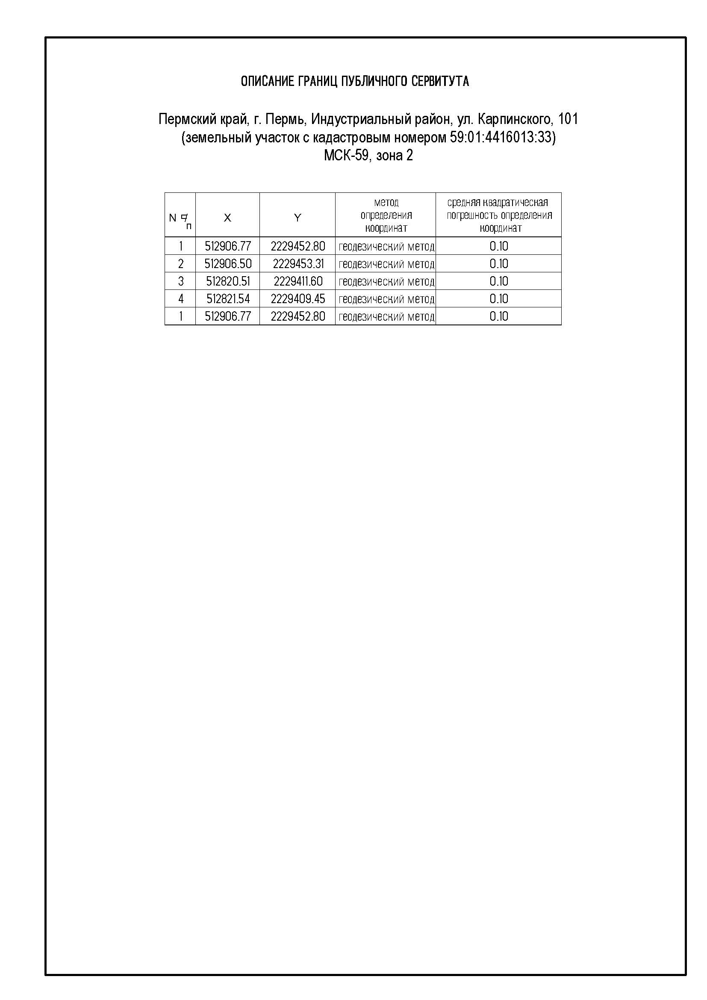 ОПИСАНИЕ ГРАНИЦ ПУБЛИЧНОГО СЕРВИТУТА
Пермский край, г. Пермь, Индустриальный район, ул. Карпинского, 101
(земельный участок с кадастровым номером 59:01:4416013:33)
МСК-59, зона 2
N п/п X Y метод определения координат средняя квадратическая погрешность определения координат
1 512906.77 2229452.80 геодезический метод 0.10
2 512906.50 2229453.31 геодезический метод 0.10
3 512820.51 2229411.60 геодезический метод 0.10
4 512821.54 2229409.45 геодезический метод 0.10
1 512906.77 2229452.80 геодезический метод 0.10